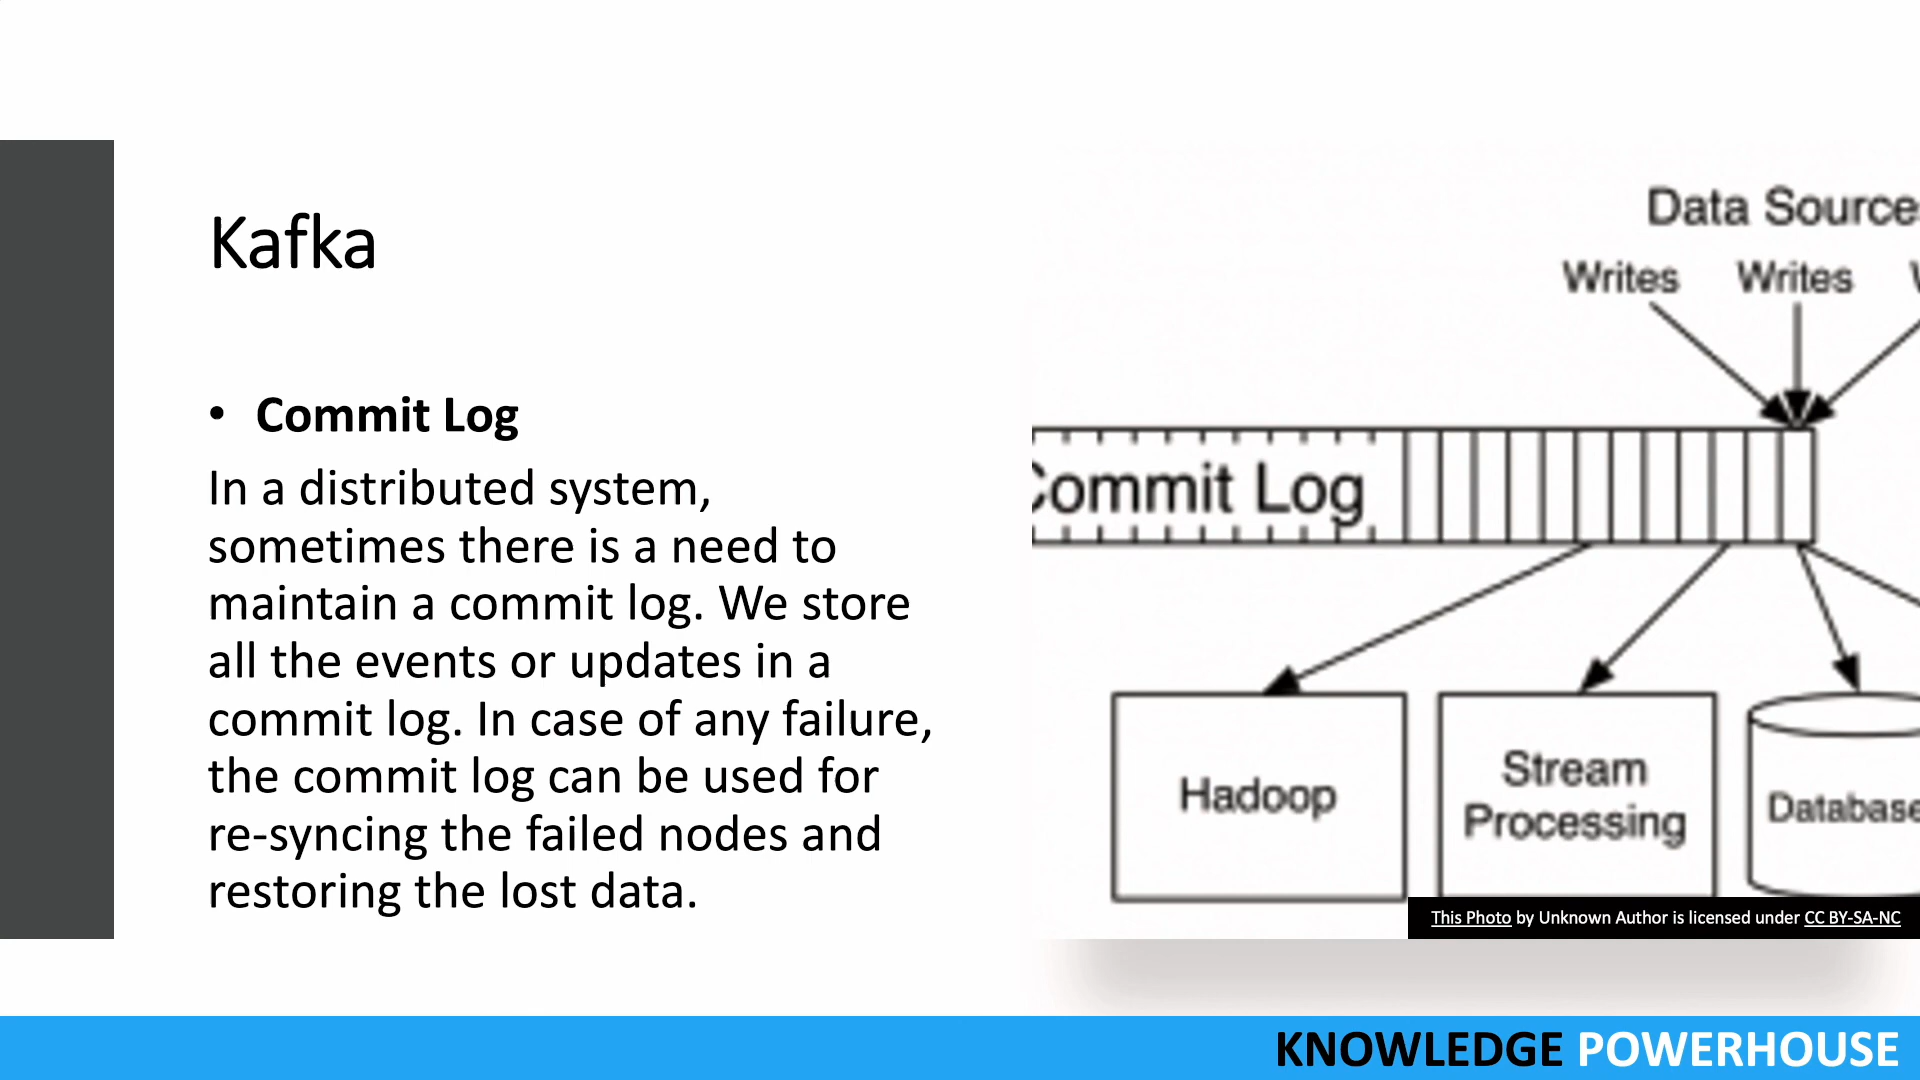 Kafka
• Commit Log
In a distributed system,
sometimes there is a need to
maintain a commit log. We store
all the events or updates in a
commit log. In case of any failure,
the commit log can be used for
re-syncing the failed nodes and
restoring the lost data.
Data Source
Writes Writes
Commit Log
Hadoop
Stream
Processing
Database
This Photo by Unknown Author is licensed under CC BY-SA-NC
KNOWLEDGE POWERHOUSE